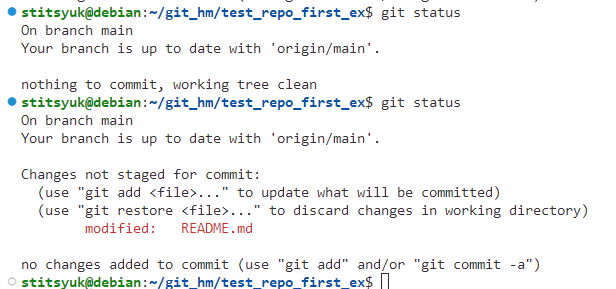 stitsyuk@debian:~/git_hm/test_repo_first_ex$ git status
On branch main
Your branch is up to date with 'origin/main'.
nothing to commit, working tree clean
stitsyuk@debian:~/git_hm/test_repo_first_ex$ git status
On branch main
Your branch is up to date with 'origin/main'.
Changes not staged for commit:
  (use "git add <file>..." to update what will be committed)
  (use "git restore <file>..." to discard changes in working directory)
        modified:   README.md
no changes added to commit (use "git add" and/or "git commit -a")
stitsyuk@debian:~/git_hm/test_repo_first_ex$